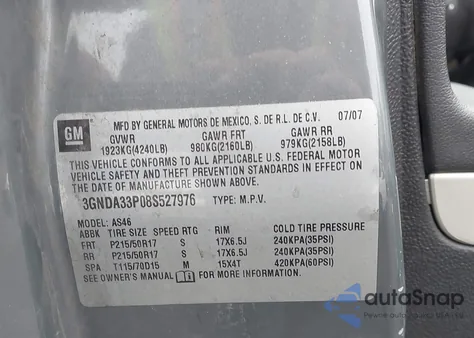 GM MFD BY GENERAL MOTORS DE MEXICO, S. DE R.L. DE C.V. 07/07
GVWR GAWR FRT GAWR RR
1923KG(4240LB) 980KG(2160LB) 979KG(2158LB)
THIS VEHICLE CONFORMS TO ALL APPLICABLE U.S. FEDERAL MOTOR
VEHICLE SAFETY AND THEFT PREVENTION STANDARDS IN EFFECT ON
THE DATE OF MANUFACTURE SHOWN ABOVE.
3GNDA33P08S527976 TYPE: M.P.V.
MODEL: AS46
ABBK TIRE SIZE SPEED RTG RIM COLD TIRE PRESSURE
FRT P215/50R17 S 17X6.5J 240KPA(35PSI)
RR P215/50R17 S 17X6.5J 240KPA(35PSI)
SPA T115/70D15 M 15X4T 420KPA(60PSI)
SEE OWNER'S MANUAL FOR ADDITIONAL INFORMATION.
autoSnap